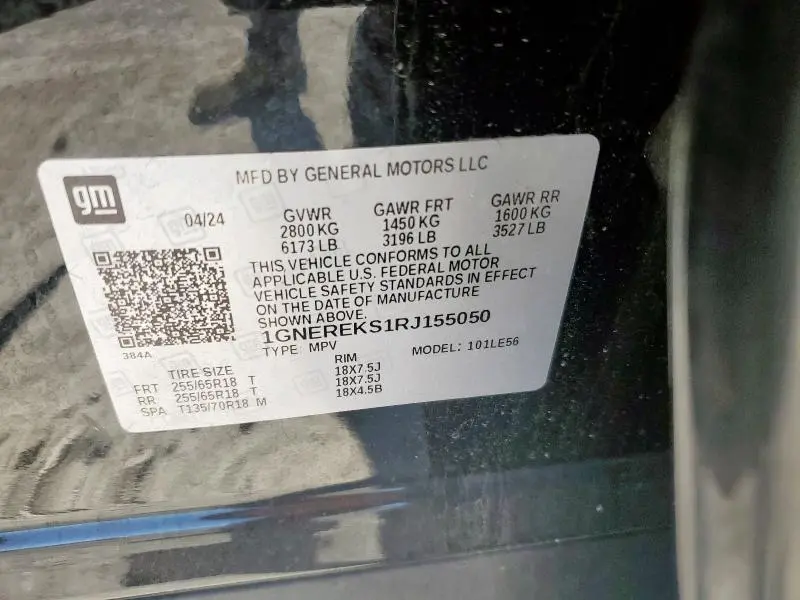 gm
MFD BY GENERAL MOTORS LLC
04/24
GVWR
2800 KG
6173 LB
GAWR FRT
1450 KG
3196 LB
GAWR RR
1600 KG
3527 LB
THIS VEHICLE CONFORMS TO ALL
APPLICABLE U.S. FEDERAL MOTOR
VEHICLE SAFETY STANDARDS IN EFFECT
ON THE DATE OF MANUFACTURE
SHOWN ABOVE.
1GNEREKS1RJ155050
TYPE: MPV MODEL: 101LE56
384A
TIRE SIZE RIM
FRT 255/65R18 T 18X7.5J
RR 255/65R18 T 18X7.5J
SPA T135/70R18 M 18X4.5B